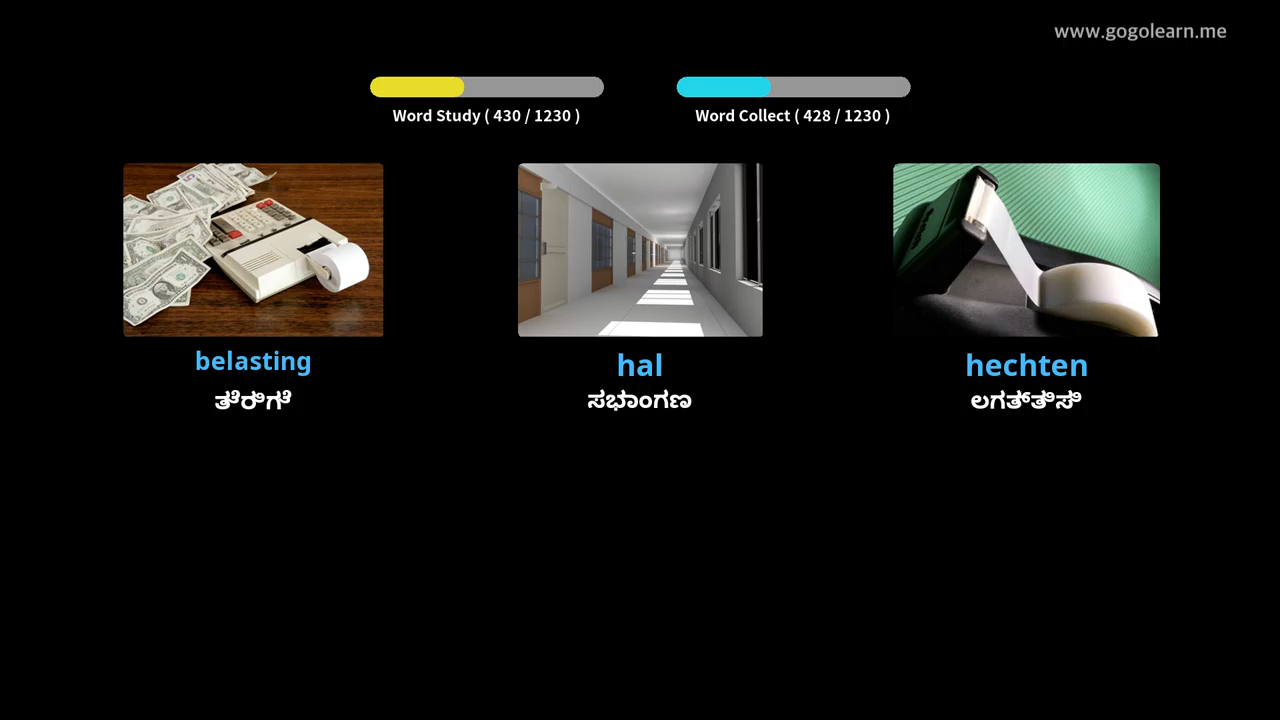 www.gogolearn.me
Word Study ( 430 / 1230 )
Word Collect ( 428 / 1230 )
belasting
hal
hechten
ತೆರಿಗೆ
ಸಭಾಂಗಣ
ಲಗತ್ತಿಸಿ